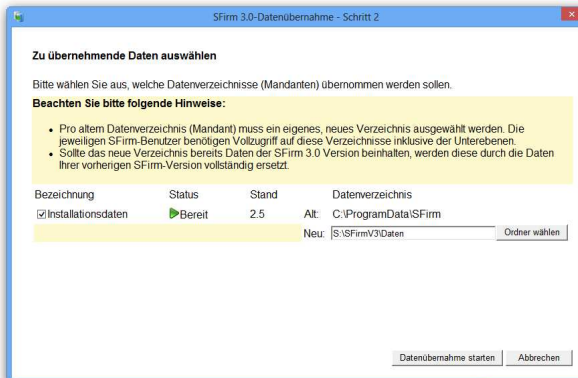 SFirm 3.0-Datenübernahme - Schritt 2
Zu übernehmende Daten auswählen
Bitte wählen Sie aus, welche Datenverzeichnisse (Mandanten) übernommen werden sollen.
Beachten Sie bitte folgende Hinweise:
• Pro altem Datenverzeichnis (Mandant) muss ein eigenes, neues Verzeichnis ausgewählt werden. Die
jeweiligen SFirm-Benutzer benötigen Vollzugriff auf diese Verzeichnisse inklusive der Unterebenen.
• Sollte das neue Verzeichnis bereits Daten der SFirm 3.0 Version beinhalten, werden diese durch die Daten
Ihrer vorherigen SFirm-Version vollständig ersetzt.
Bezeichnung Status Stand Datenverzeichnis
Installationsdaten Bereit 2.5 Alt: C:\ProgramData\SFirm
Neu: S:\SFirmV3\Daten Ordner wählen
Datenübernahme starten Abbrechen